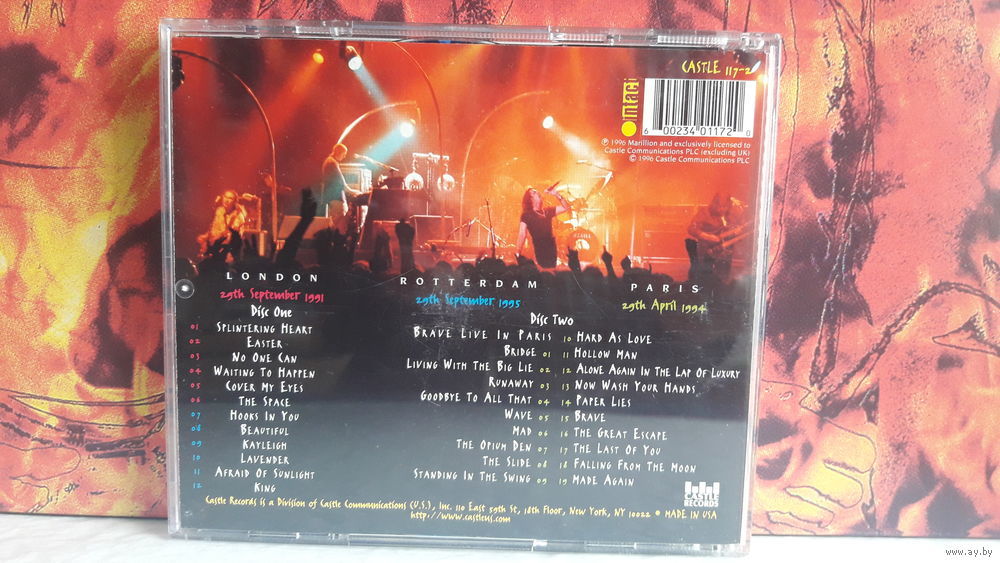 CASTLE 117-2
6 00234 01172 0
℗ 1996 Marillion and exclusively licensed to
Castle Communications PLC (excluding UK)
© 1996 Castle Communications PLC
LONDON
29th September 1991
ROTTERDAM
29th September 1995
PARIS
29th April 1994
Disc One
01 SPLINTERING HEART
02 EASTER
03 NO ONE CAN
04 WAITING TO HAPPEN
05 COVER MY EYES
06 THE SPACE
07 HOOKS IN YOU
08 BEAUTIFUL
09 KAYLEIGH
10 LAVENDER
11 AFRAID OF SUNLIGHT
12 KING
Disc Two
BRAVE LIVE IN PARIS
BRIDGE 01
LIVING WITH THE BIG LIE 02
RUNAWAY 03
GOODBYE TO ALL THAT 04
WAVE 05
MAD 06
THE OPIUM DEN 07
THE SLIDE 08
STANDING IN THE SWING 09
10 HARD AS LOVE
11 HOLLOW MAN
12 ALONE AGAIN IN THE LAP OF LUXURY
13 NOW WASH YOUR HANDS
14 PAPER LIES
15 BRAVE
16 THE GREAT ESCAPE
17 THE LAST OF YOU
18 FALLING FROM THE MOON
19 MADE AGAIN
CASTLE
RECORDS
Castle Records is a Division of Castle Communications (U.S.), Inc. 110 East 59th St, 18th Floor, New York, NY 10022 • MADE IN USA
http://www.castleus.com
www.ay.by